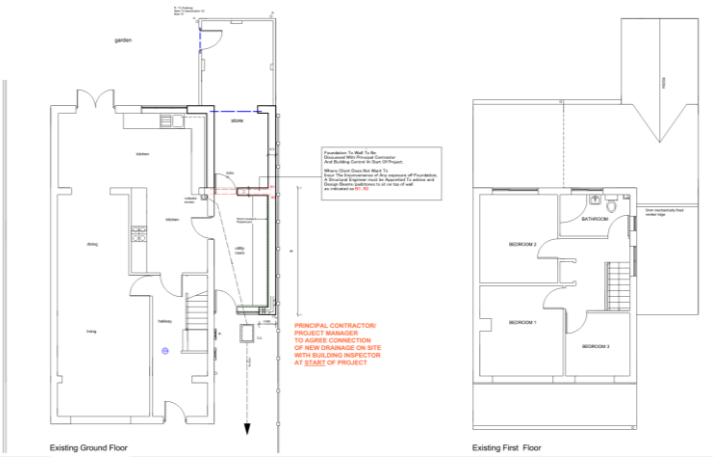 garden
store
kitchen
kitchen
dining
utility
room
living
hallway
Foundation To Wall To Be
Discussed With Principal Contractor
And Building Control At Start Of Project.
Where Client Does Not Want To
Incur The Inconvenience of Any exposure off Foundation,
A Structural Engineer must be Appointed To advise and
Design Beams
to sit on top of wall
as indicated as B1, B2
PRINCIPAL CONTRACTOR/
PROJECT MANAGER
TO AGREE CONNECTION
OF NEW DRAINAGE ON SITE
WITH BUILDING INSPECTOR
AT START OF PROJECT
Existing Ground Floor
BATHROOM
BEDROOM 2
BEDROOM 1
BEDROOM 3
Existing First Floor